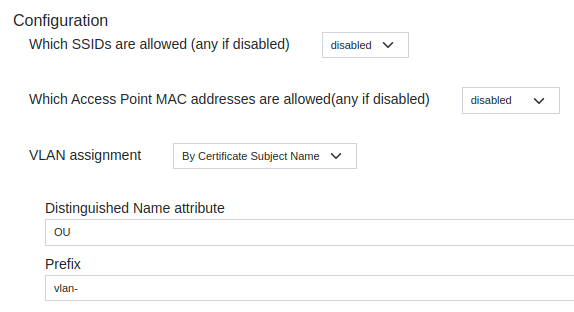 Configuration
Which SSIDs are allowed (any if disabled) disabled
Which Access Point MAC addresses are allowed(any if disabled) disabled
VLAN assignment By Certificate Subject Name
Distinguished Name attribute
OU
Prefix
vlan-